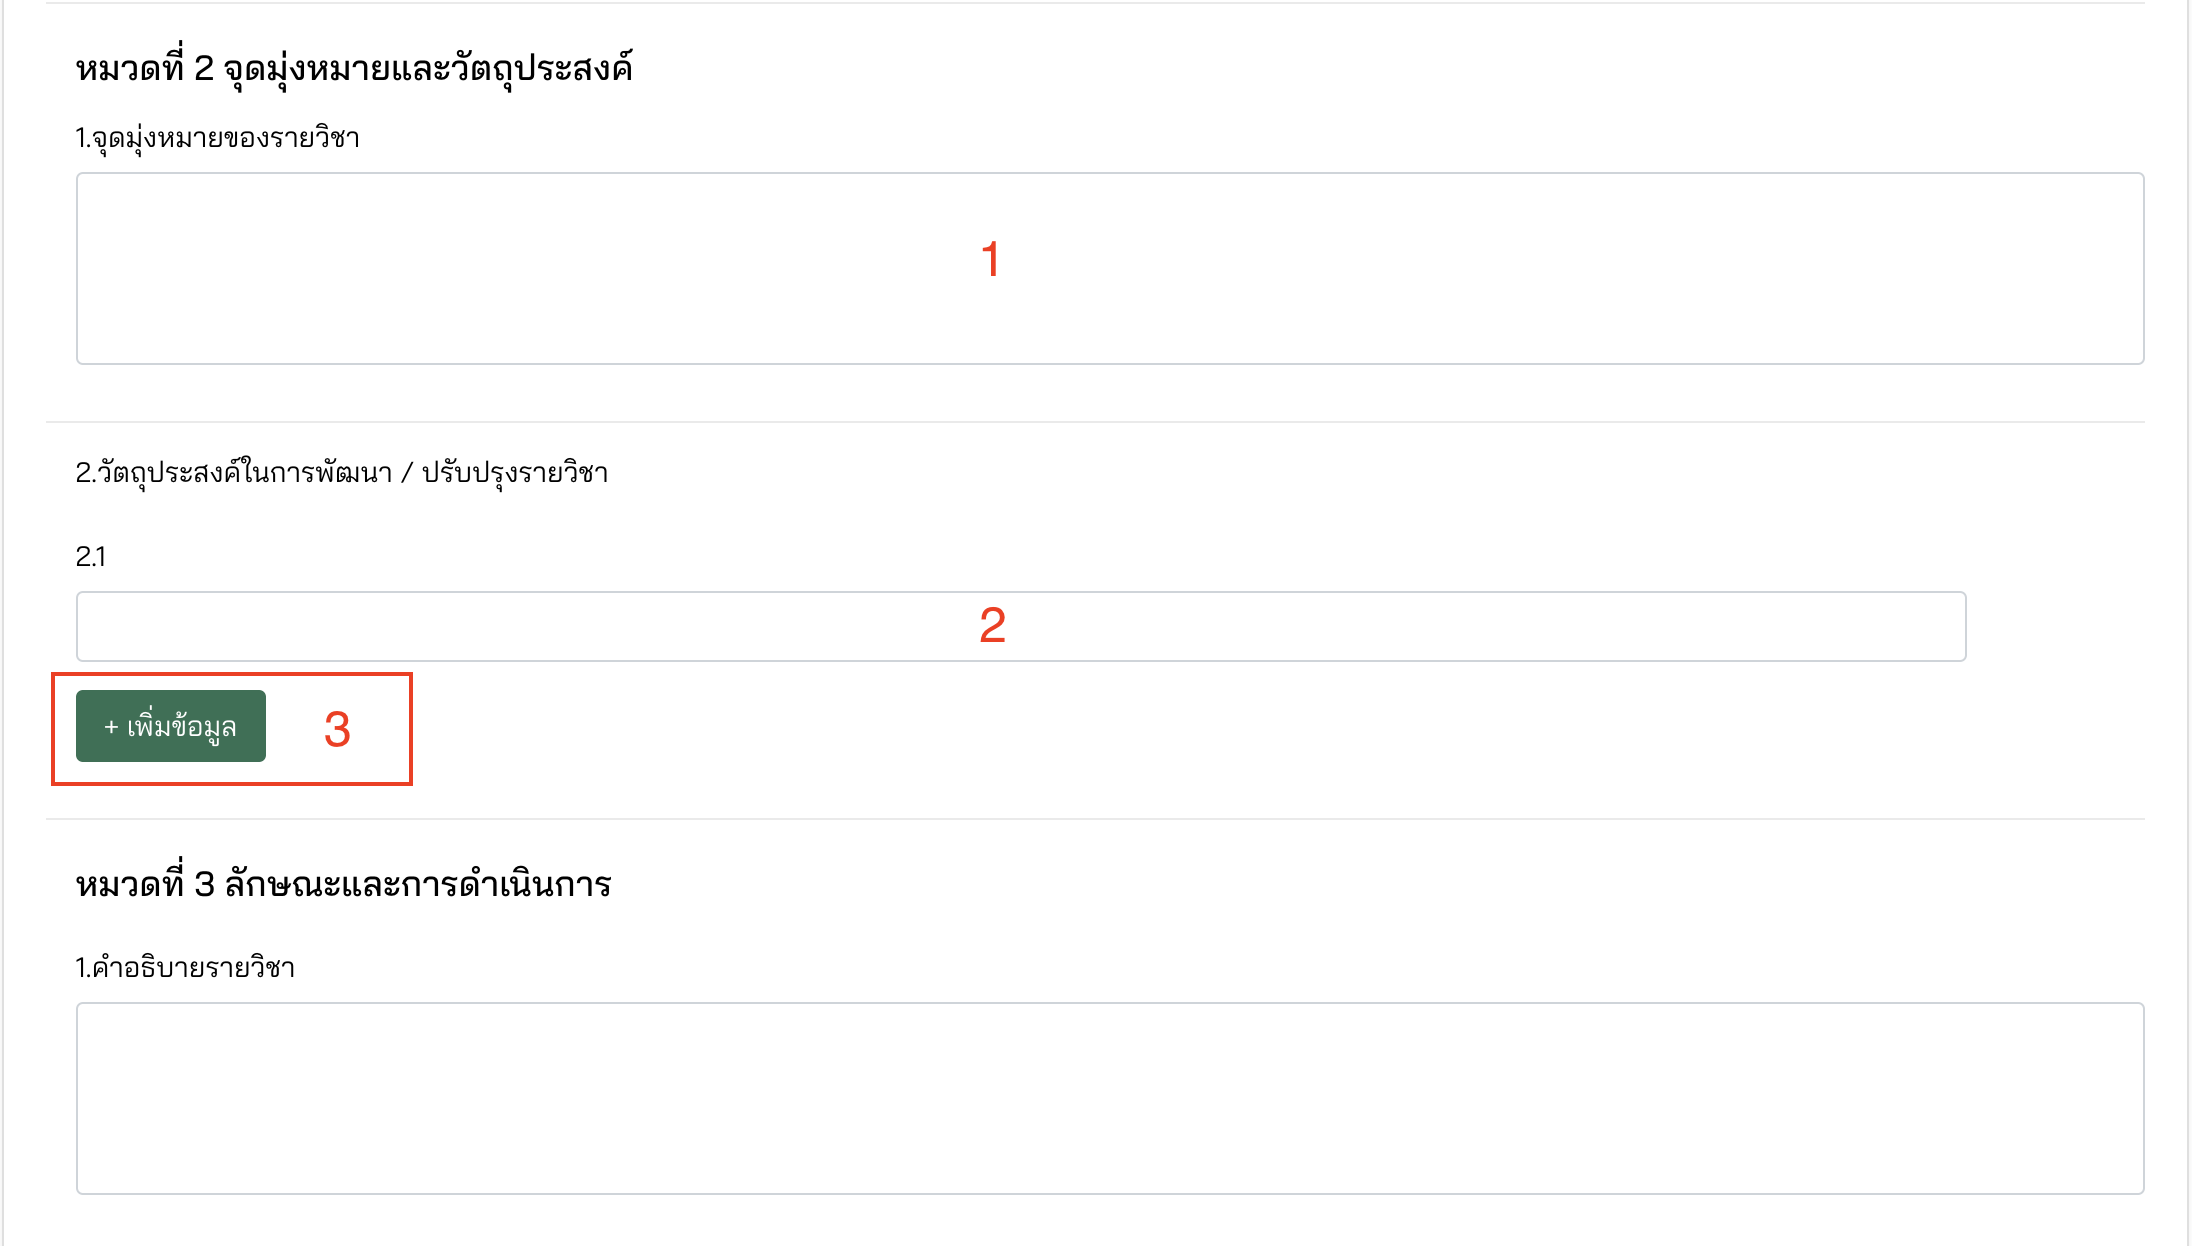 หมวดที่ 2 จุดมุ่งหมายและวัตถุประสงค์
1.จุดมุ่งหมายของรายวิชา
1
2.วัตถุประสงค์ในการพัฒนา / ปรับปรุงรายวิชา
2.1
2
+ เพิ่มข้อมูล 3
หมวดที่ 3 ลักษณะและการดำเนินการ
1.คำอธิบายรายวิชา